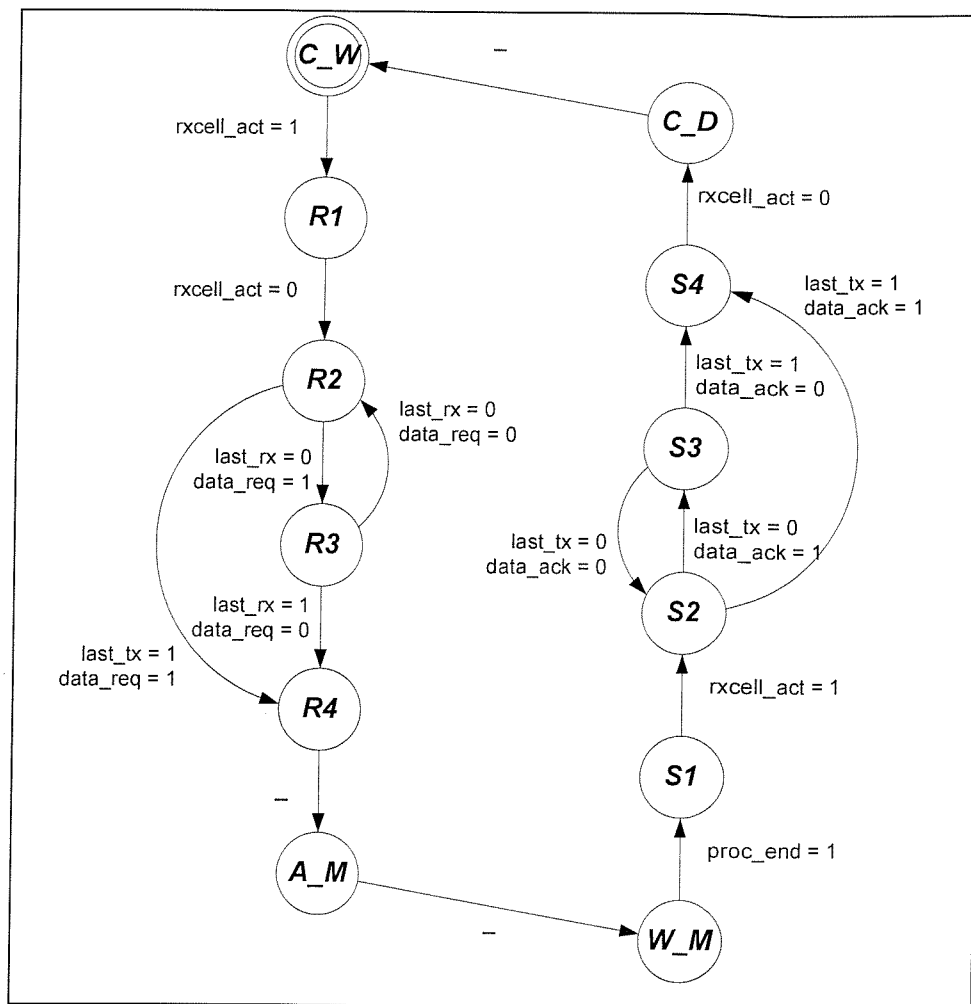 C_W
–
C_D
rxcell_act = 1
rxcell_act = 0
R1
S4
rxcell_act = 0
last_tx = 1
data_ack = 1
R2
last_tx = 1
data_ack = 0
last_rx = 0
data_req = 0
last_rx = 0
data_req = 1
S3
R3
last_tx = 0
data_ack = 0
last_tx = 0
data_ack = 1
S2
last_rx = 1
data_req = 0
last_tx = 1
data_req = 1
R4
rxcell_act = 1
S1
–
proc_end = 1
A_M
–
W_M